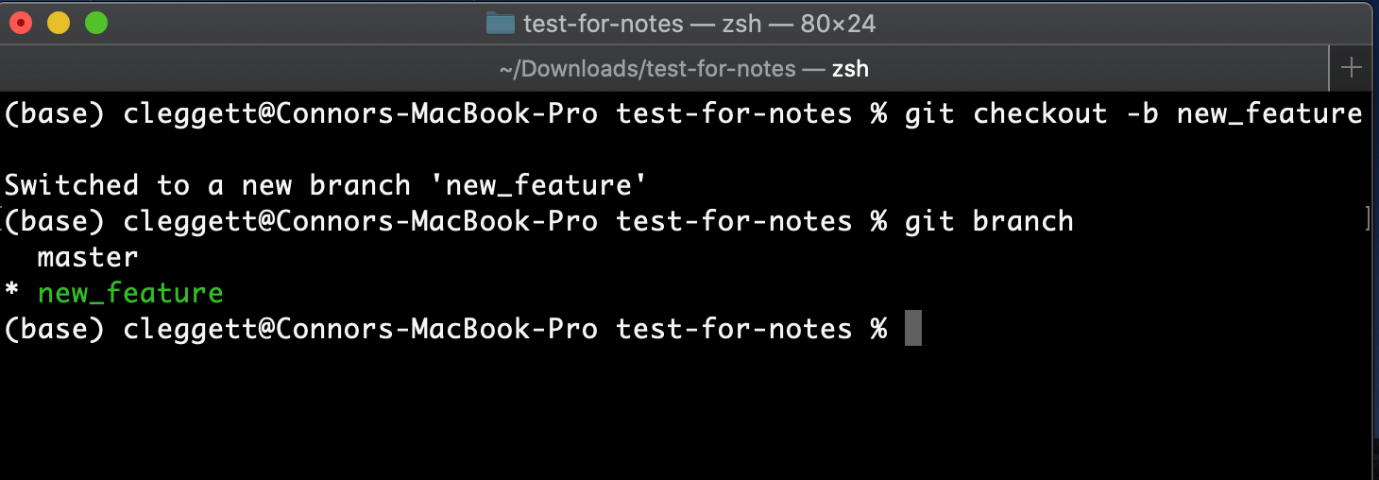 test-for-notes — zsh — 80×24
~/Downloads/test-for-notes — zsh
(base) cleggett@Connors-MacBook-Pro test-for-notes % git checkout -b new_feature
Switched to a new branch 'new_feature'
[(base) cleggett@Connors-MacBook-Pro test-for-notes % git branch ]
master
* new_feature
(base) cleggett@Connors-MacBook-Pro test-for-notes %